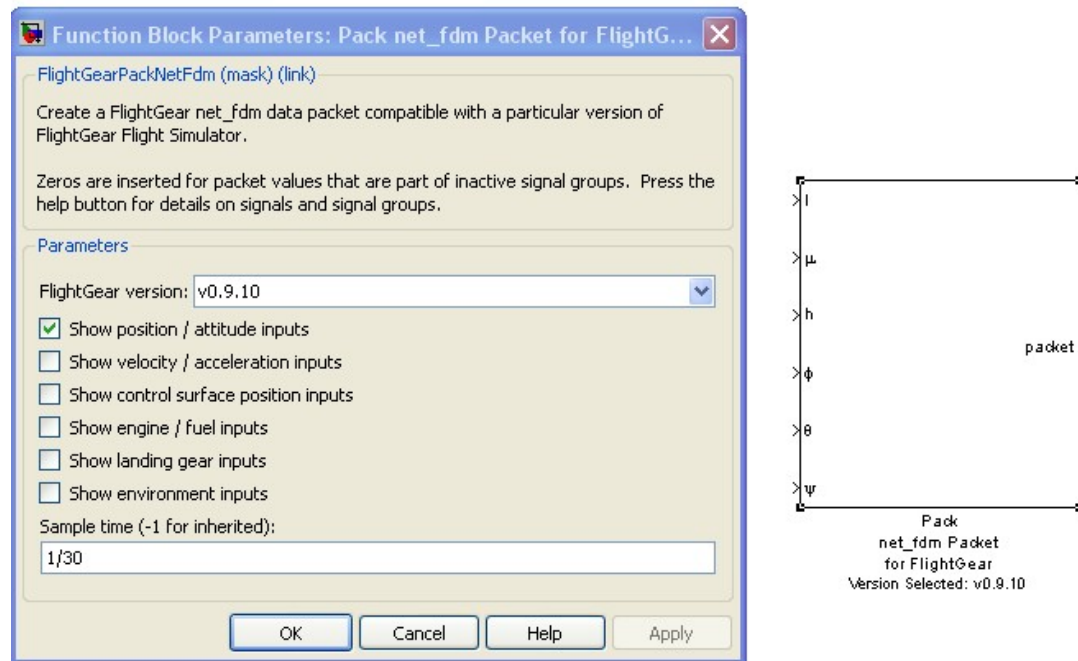 Function Block Parameters: Pack net_fdm Packet for FlightG...
FlightGearPackNetFdm (mask) (link)
Create a FlightGear net_fdm data packet compatible with a particular version of
FlightGear Flight Simulator.
Zeros are inserted for packet values that are part of inactive signal groups. Press the
help button for details on signals and signal groups.
Parameters
FlightGear version: v0.9.10
Show position / attitude inputs
Show velocity / acceleration inputs
Show control surface position inputs
Show engine / fuel inputs
Show landing gear inputs
Show environment inputs
Sample time (-1 for inherited):
1/30
OK Cancel Help Apply
l
μ
h
packet
ϕ
θ
ψ
Pack
net_fdm Packet
for FlightGear
Version Selected: v0.9.10